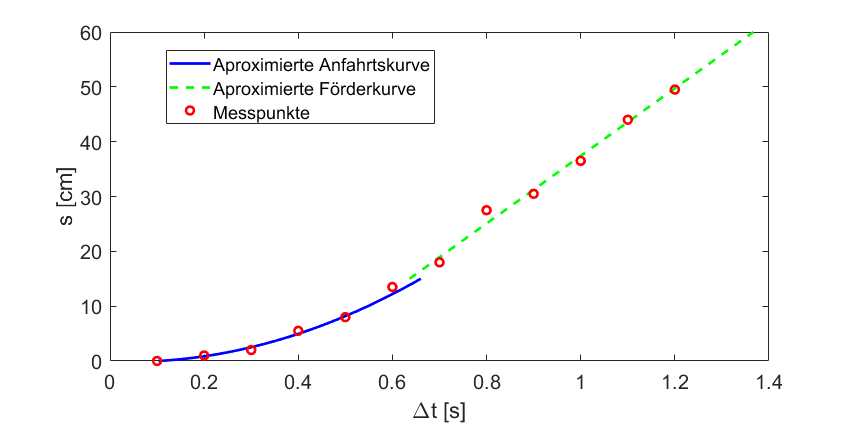 Aproximierte Anfahrtskurve
Aproximierte Förderkurve
Messpunkte
60
50
40
30
20
10
0
s [cm]
0 0.2 0.4 0.6 0.8 1 1.2 1.4
Δt [s]